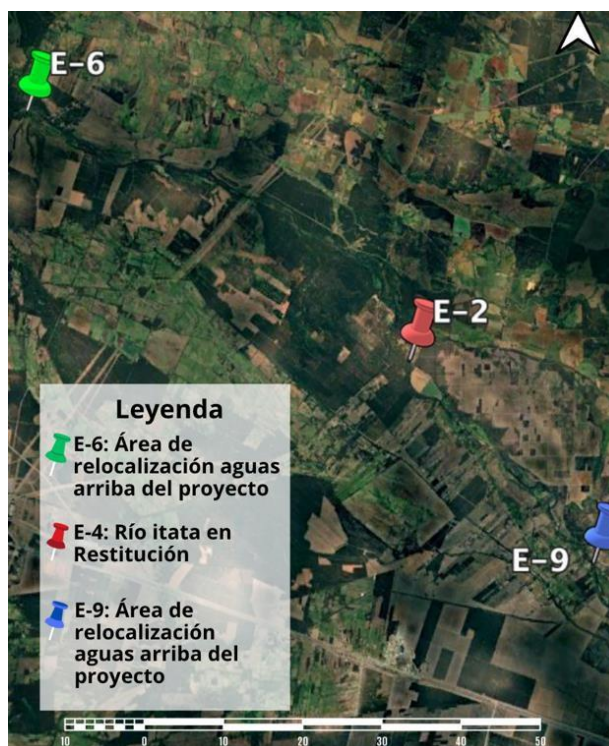 E-6
E-2
Leyenda
E-6: Área de
relocalización aguas
arriba del proyecto
E-4: Río itata en
Restitución
E-9
E-9: Área de
relocalización
aguas arriba del
proyecto
10 0 10 20 30 40 50